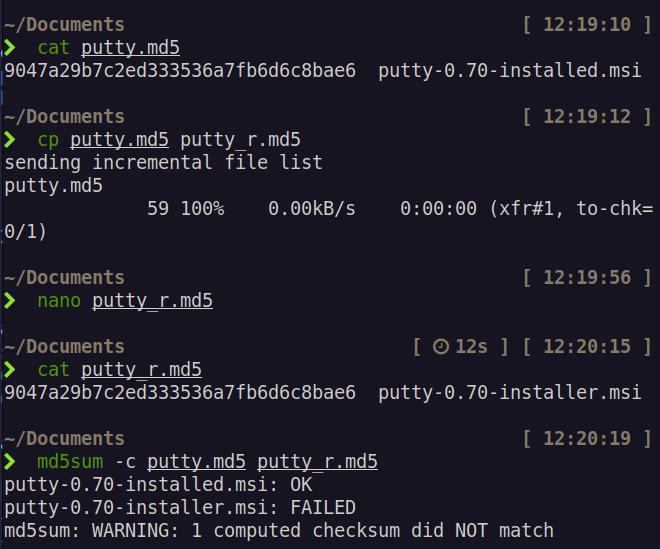 ~/Documents [ 12:19:10 ]
❯ cat putty.md5
9047a29b7c2ed333536a7fb6d6c8bae6  putty-0.70-installed.msi
~/Documents [ 12:19:12 ]
❯ cp putty.md5 putty_r.md5
sending incremental file list
putty.md5
59 100%    0.00kB/s    0:00:00 (xfr#1, to-chk=
0/1)
~/Documents [ 12:19:56 ]
❯ nano putty_r.md5
~/Documents [ 12s ] [ 12:20:15 ]
❯ cat putty_r.md5
9047a29b7c2ed333536a7fb6d6c8bae6  putty-0.70-installer.msi
~/Documents [ 12:20:19 ]
❯ md5sum -c putty.md5 putty_r.md5
putty-0.70-installed.msi: OK
putty-0.70-installer.msi: FAILED
md5sum: WARNING: 1 computed checksum did NOT match